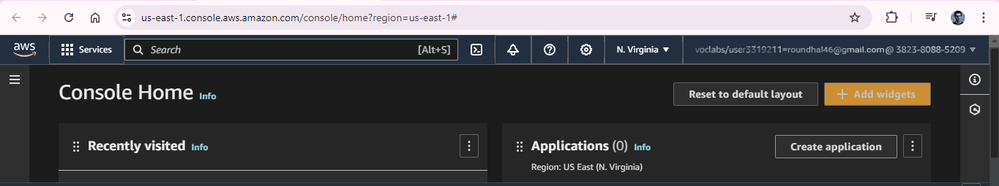 us-east-1.console.aws.amazon.com/console/home?region=us-east-1#
aws Services Search [Alt+S] N. Virginia voclabs/user3319211=roundhal46@gmail.com@ 3823-8088-5209
Console Home Info Reset to default layout Add widgets
Recently visited Info Applications (0) Info Create application
Region: US East (N. Virginia)